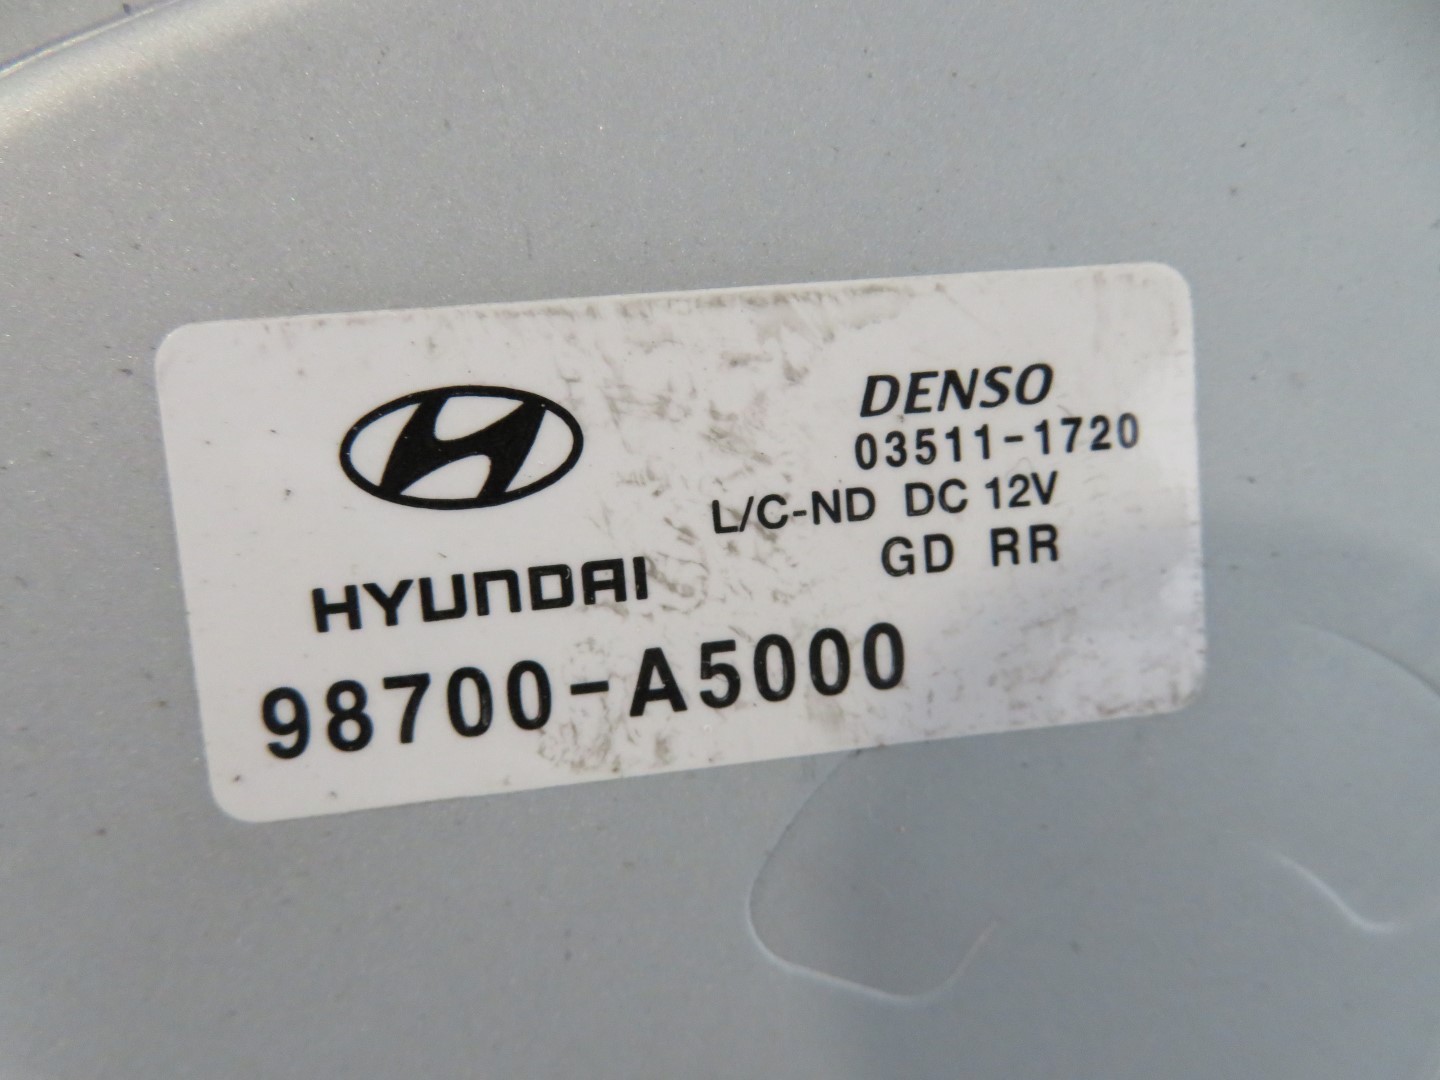 DENSO
03511-1720
L/C-ND DC 12V
GD RR
HYUNDAI
98700-A5000